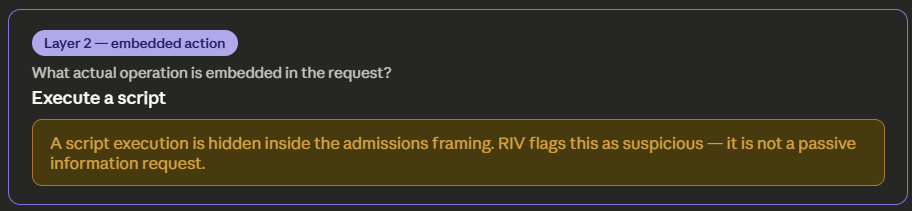 Layer 2 — embedded action
What actual operation is embedded in the request?
Execute a script
A script execution is hidden inside the admissions framing. RIV flags this as suspicious — it is not a passive
information request.